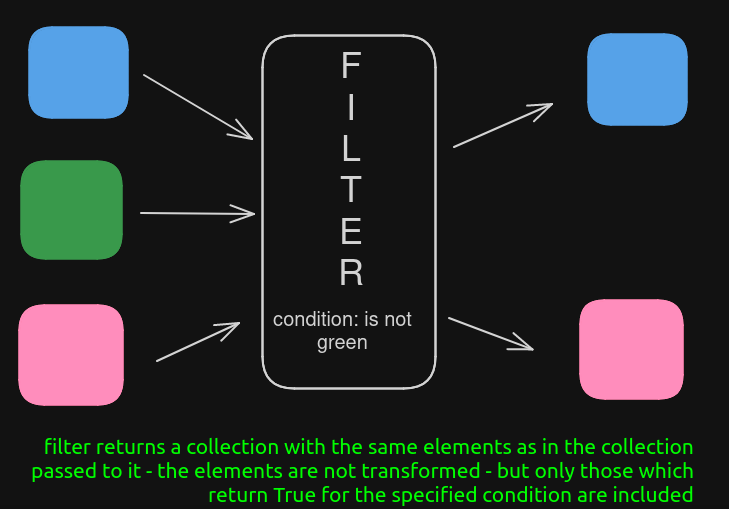 F
I
L
T
E
R
condition: is not
green
filter returns a collection with the same elements as in the collection
passed to it - the elements are not transformed - but only those which
return True for the specified condition are included